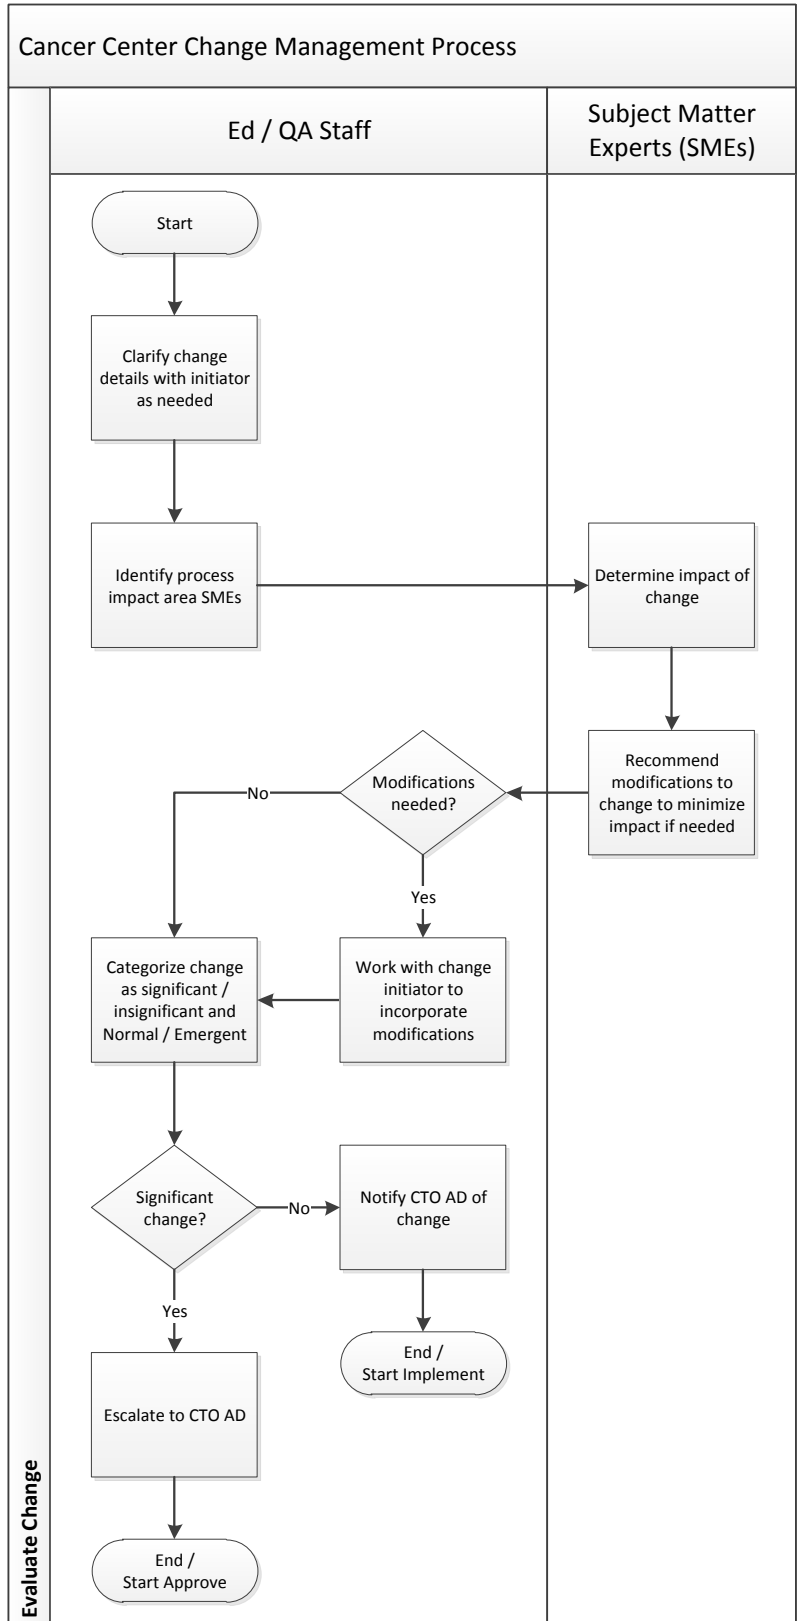 Cancer Center Change Management Process
Ed / QA Staff
Subject Matter
Experts (SMEs)
Start
Clarify change
details with initiator
as needed
Identify process
impact area SMEs
Determine impact of
change
Recommend
modifications to
change to minimize
impact if needed
Modifications
needed?
No
Yes
Categorize change
as significant /
insignificant and
Normal / Emergent
Work with change
initiator to
incorporate
modifications
Significant
change?
No
Notify CTO AD of
change
Yes
End /
Start Implement
Escalate to CTO AD
End /
Start Approve
Evaluate Change